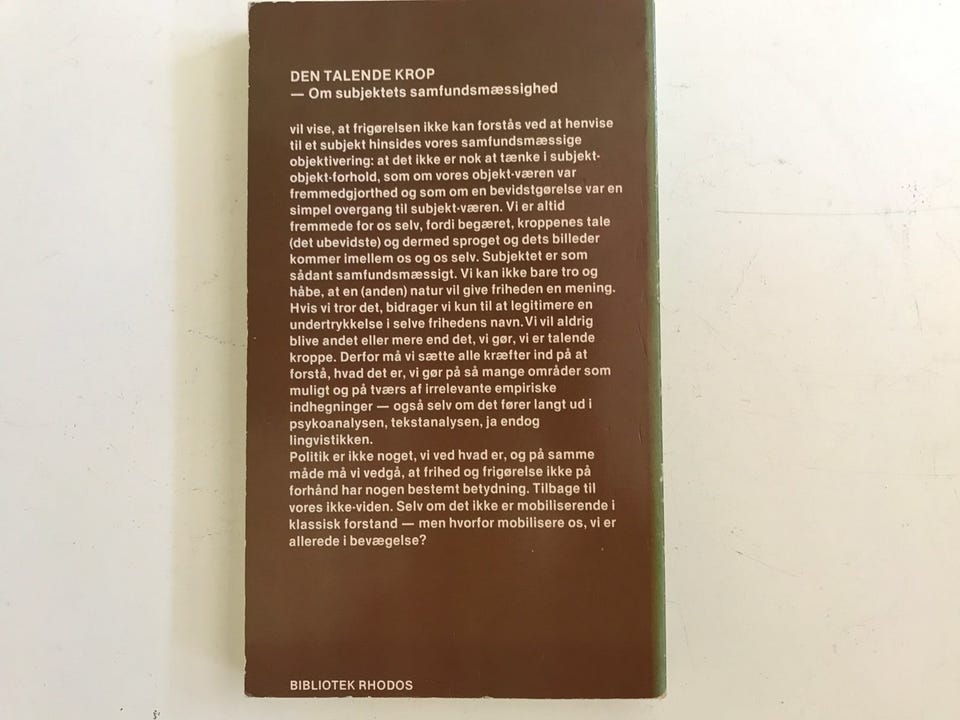 DEN TALENDE KROP
— Om subjektets samfundsmæssighed
vil vise, at frigørelsen ikke kan forstås ved at henvise
til et subjekt hinsides vores samfundsmæssige
objektivering: at det ikke er nok at tænke i subjekt-
objekt-forhold, som om vores objekt-væren var
fremmedgjorthed og som om en bevidstgørelse var en
simpel overgang til subjekt-væren. Vi er altid
fremmede for os selv, fordi begæret, kroppenes tale
(det ubevidste) og dermed sproget og dets billeder
kommer imellem os og os selv. Subjektet er som
sådant samfundsmæssigt. Vi kan ikke bare tro og
håbe, at en (anden) natur vil give friheden en mening.
Hvis vi tror det, bidrager vi kun til at legitimere en
undertrykkelse i selve frihedens navn. Vi vil aldrig
blive andet eller mere end det, vi gør, vi er talende
kroppe. Derfor må vi sætte alle kræfter ind på at
forstå, hvad det er, vi gør på så mange områder som
muligt og på tværs af irrelevante empiriske
indhegninger — også selv om det fører langt ud i
psykoanalysen, tekstanalysen, ja endog
lingvistikken.
Politik er ikke noget, vi ved hvad er, og på samme
måde må vi vedgå, at frihed og frigørelse ikke på
forhånd har nogen bestemt betydning. Tilbage til
vores ikke-viden. Selv om det ikke er mobiliserende i
klassisk forstand — men hvorfor mobilisere os, vi er
allerede i bevægelse?
BIBLIOTEK RHODOS